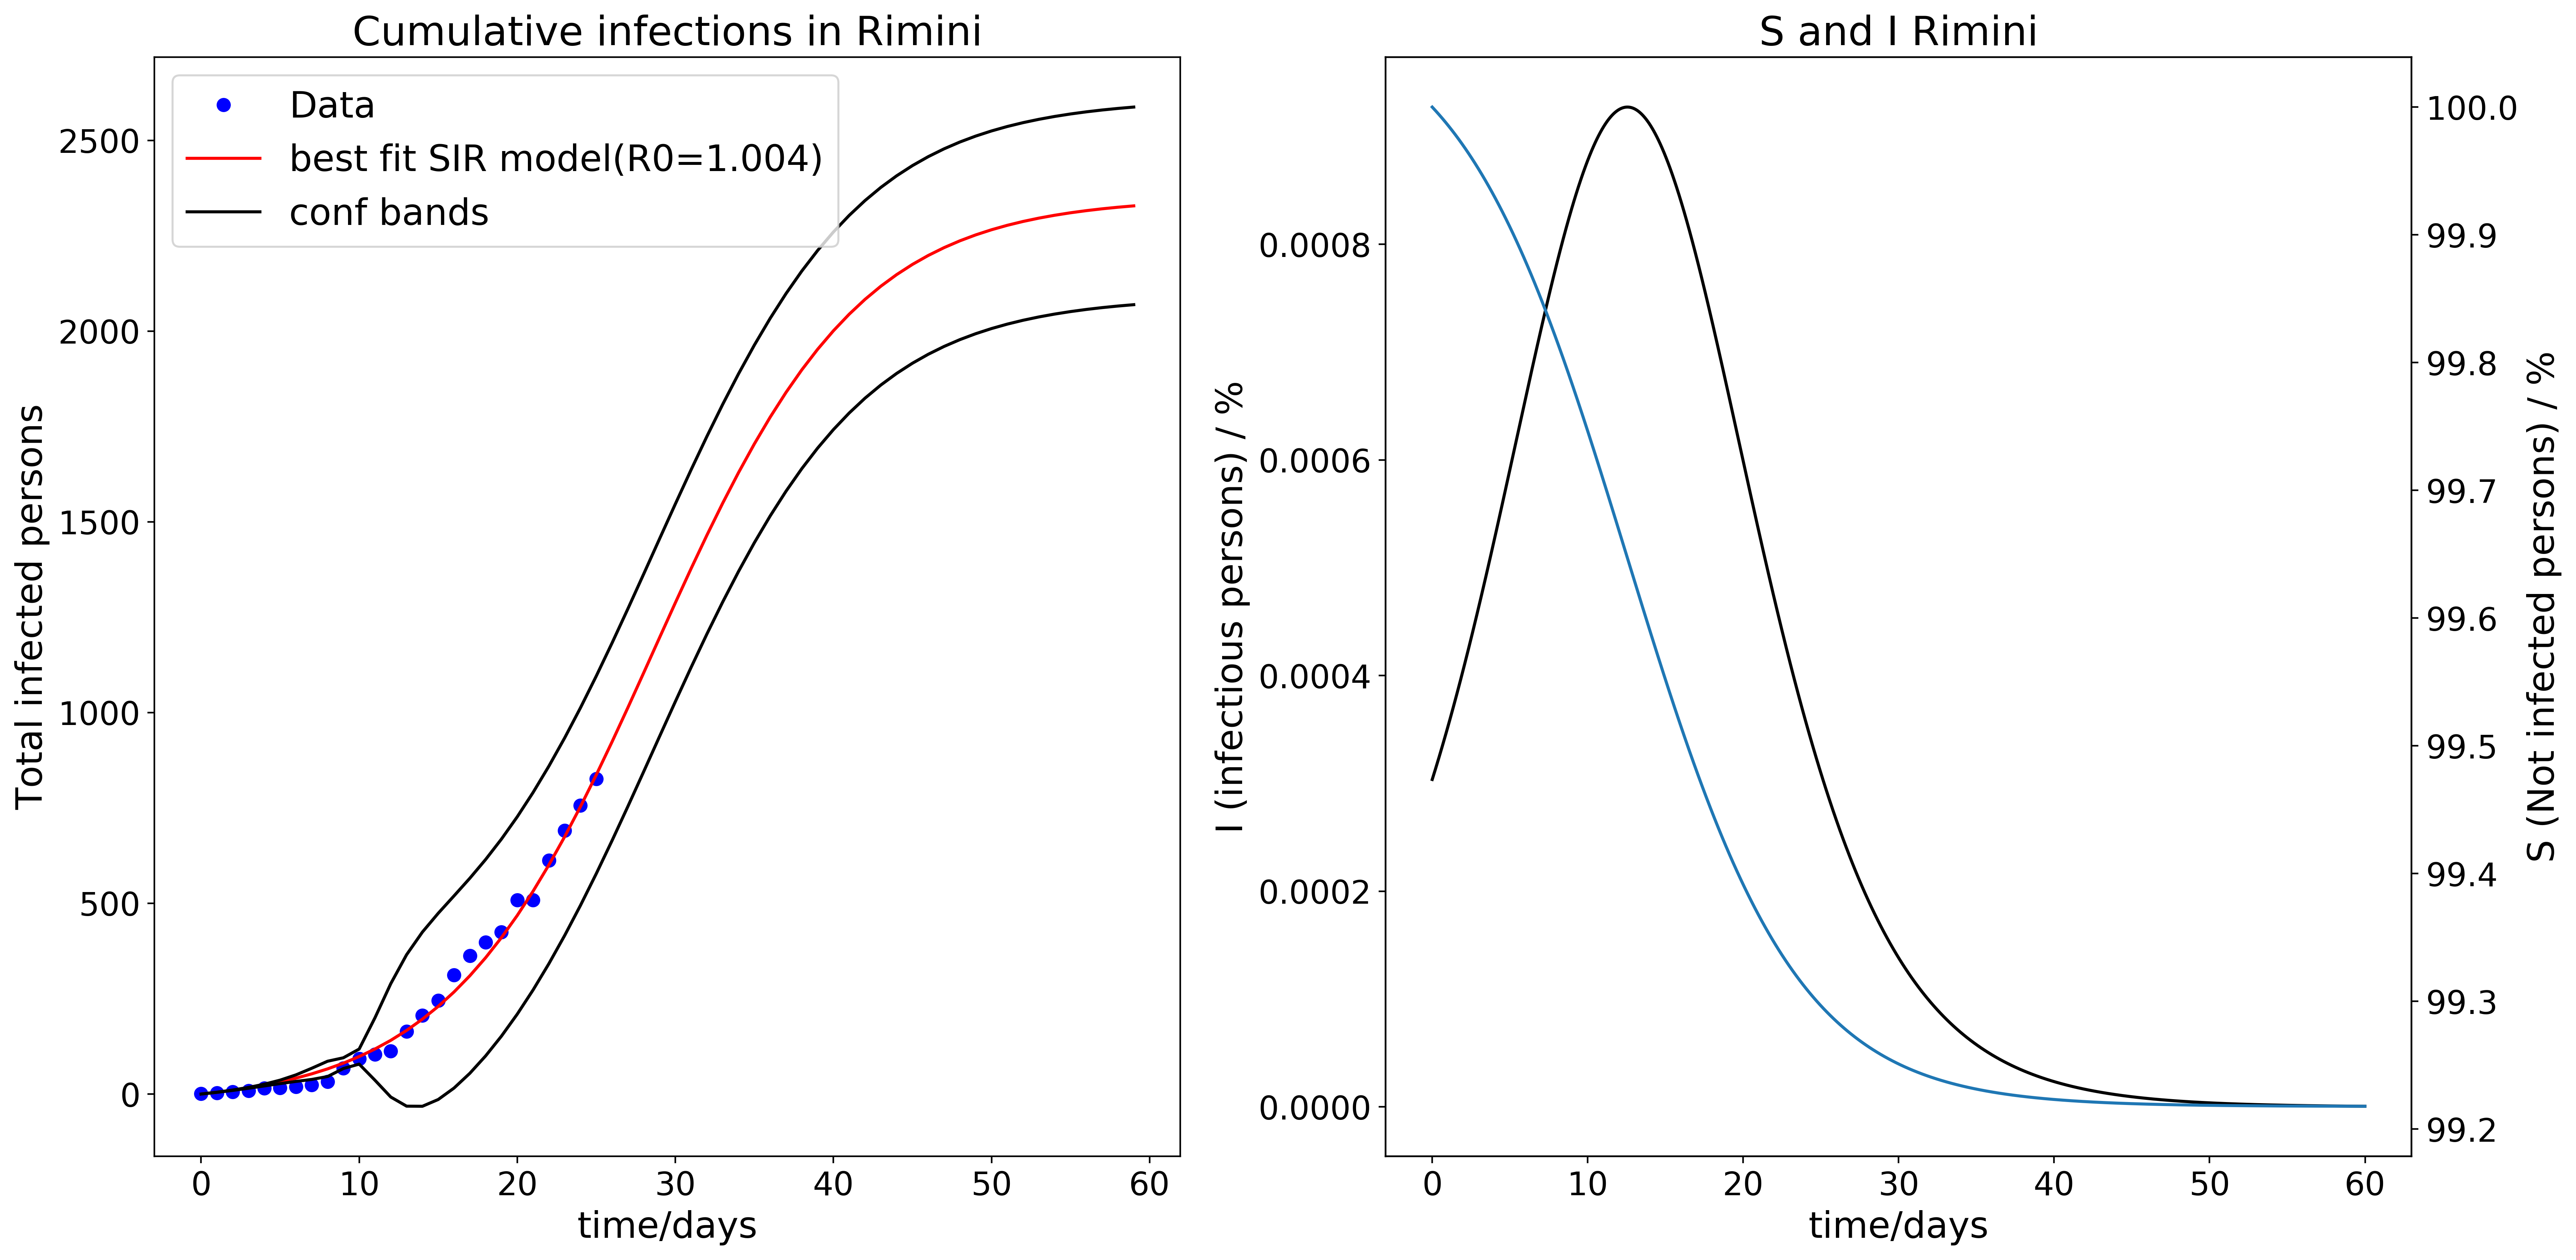 Cumulative infections in Rimini
Data
best fit SIR model(R0=1.004)
conf bands
Total infected persons
2500
2000
1500
1000
500
0
0 10 20 30 40 50 60
time/days
S and I Rimini
I (infectious persons) / %
0.0008
0.0006
0.0004
0.0002
0.0000
100.0
99.9
99.8
99.7
99.6
99.5
99.4
99.3
99.2
S (Not infected persons) / %
0 10 20 30 40 50 60
time/days